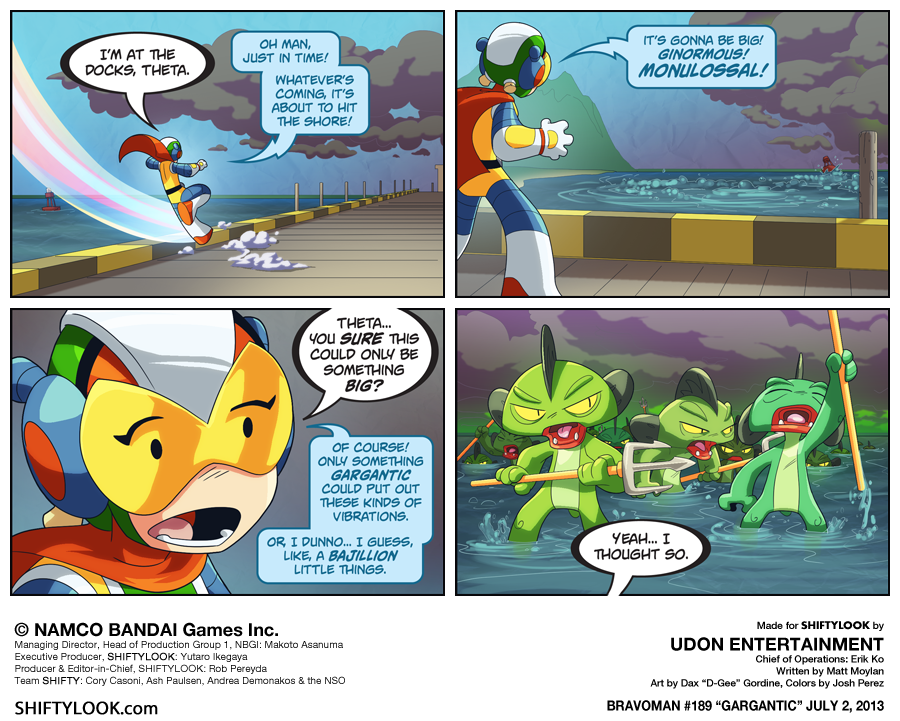 I'M AT THE
DOCKS, THETA.
OH MAN,
JUST IN TIME!
WHATEVER'S
COMING, IT'S
ABOUT TO HIT
THE SHORE!
IT'S GONNA BE BIG!
GINORMOUS!
MONULOSSAL!
THETA...
YOU SURE THIS
COULD ONLY BE
SOMETHING
BIG?
OF COURSE!
ONLY SOMETHING
GARGANTIC
COULD PUT OUT
THESE KINDS OF
VIBRATIONS.
OR, I DUNNO... I GUESS,
LIKE, A BAJILLION
LITTLE THINGS.
YEAH... I
THOUGHT SO.
© NAMCO BANDAI Games Inc.
Managing Director, Head of Production Group 1, NBGI: Makoto Asanuma
Executive Producer, SHIFTYLOOK: Yutaro Ikegaya
Producer & Editor-in-Chief, SHIFTYLOOK: Rob Pereyda
Team SHIFTY: Cory Casoni, Ash Paulsen, Andrea Demonakos & the NSO
SHIFTYLOOK.com
Made for SHIFTYLOOK by
UDON ENTERTAINMENT
Chief of Operations: Erik Ko
Written by Matt Moylan
Art by Dax “D-Gee” Gordine, Colors by Josh Perez
BRAVOMAN #189 “GARGANTIC” JULY 2, 2013